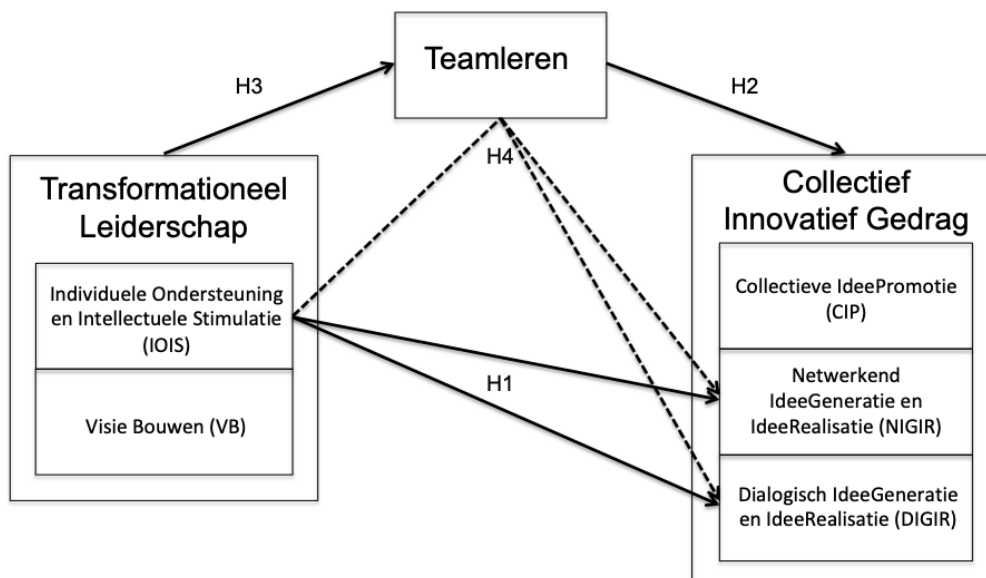 Teamleren
H3
H2
H4
Transformationeel
Leiderschap
Individuele Ondersteuning
en Intellectuele Stimulatie
(IOIS)
Visie Bouwen (VB)
H1
Collectief
Innovatief Gedrag
Collectieve IdeePromotie
(CIP)
Netwerkend
IdeeGeneratie en
IdeeRealisatie (NIGIR)
Dialogisch IdeeGeneratie
en IdeeRealisatie (DIGIR)